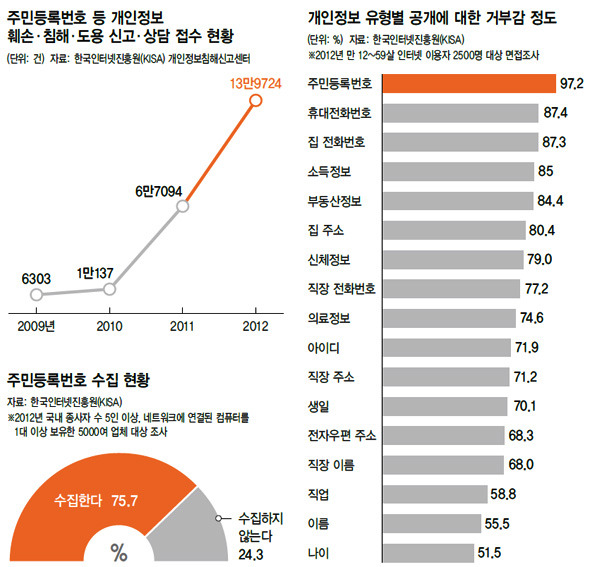 주민등록번호 등 개인정보
훼손·침해·도용 신고·상담 접수 현황
(단위: 건) 자료: 한국인터넷진흥원(KISA) 개인정보침해신고센터
13만9724
6만7094
1만137
6303
2009년
2010
2011
2012
주민등록번호 수집 현황
자료: 한국인터넷진흥원(KISA)
※2012년 국내 종사자 수 5인 이상, 네트워크에 연결된 컴퓨터를
1대 이상 보유한 5000여 업체 대상 조사
수집한다 75.7
수집하지
않는다
24.3
%
개인정보 유형별 공개에 대한 거부감 정도
(단위: %) 자료: 한국인터넷진흥원(KISA)
※2012년 만 12~59살 인터넷 이용자 2500명 대상 면접조사
주민등록번호 97.2
휴대전화번호 87.4
집 전화번호 87.3
소득정보 85
부동산정보 84.4
집 주소 80.4
신체정보 79.0
직장 전화번호 77.2
의료정보 74.6
아이디 71.9
직장 주소 71.2
생일 70.1
전자우편 주소 68.3
직장 이름 68.0
직업 58.8
이름 55.5
나이 51.5